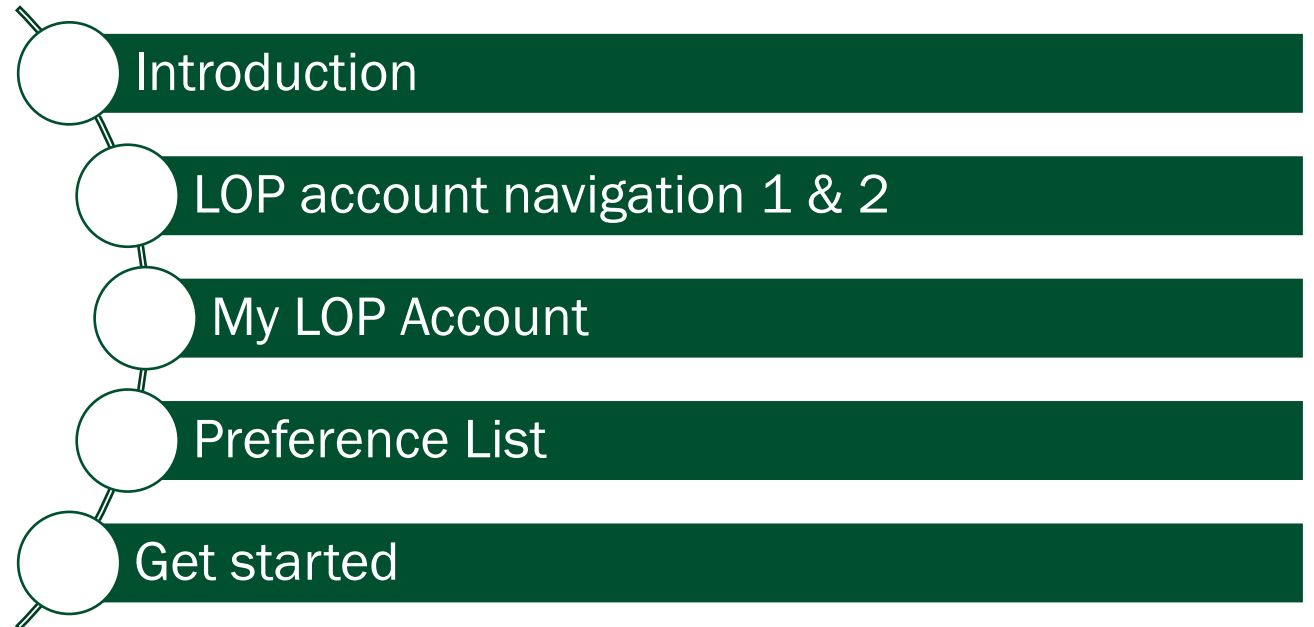 Introduction
LOP account navigation 1 & 2
My LOP Account
Preference List
Get started